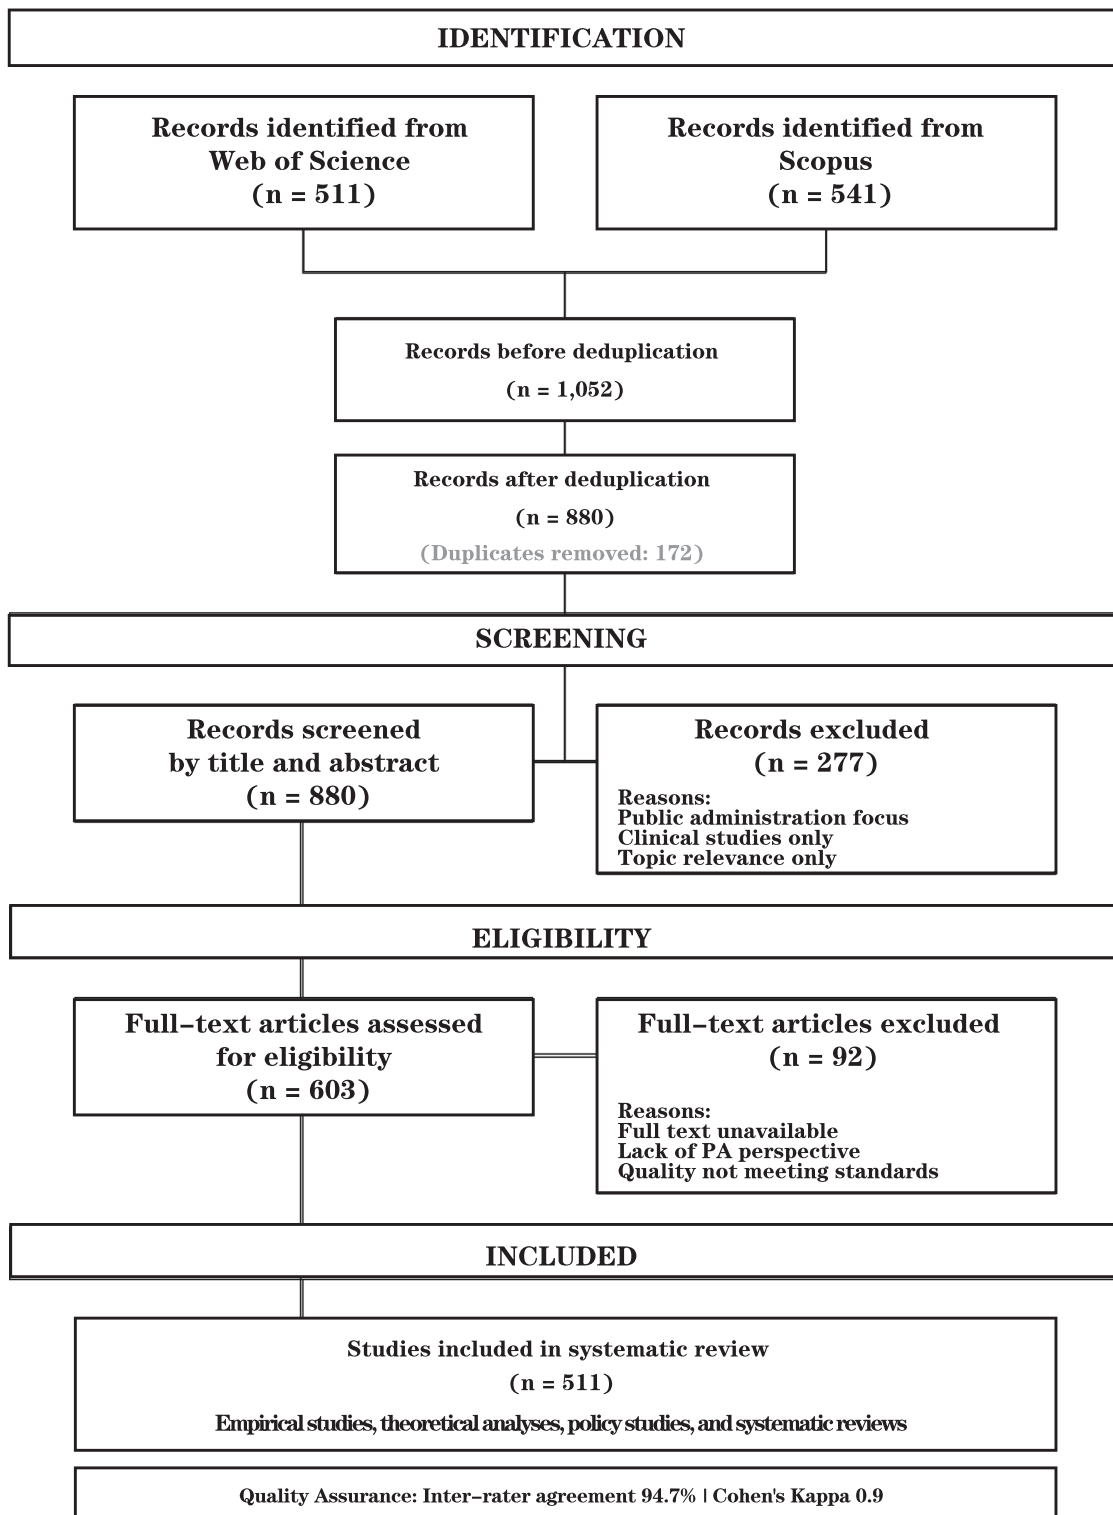 IDENTIFICATION
Records identified from
Web of Science
(n = 511)
Records identified from
Scopus
(n = 541)
Records before deduplication
(n = 1,052)
Records after deduplication
(n = 880)
(Duplicates removed: 172)
SCREENING
Records screened
by title and abstract
(n = 880)
Records excluded
(n = 277)
Reasons:
Public administration focus
Clinical studies only
Topic relevance only
ELIGIBILITY
Full-text articles assessed
for eligibility
(n = 603)
Full-text articles excluded
(n = 92)
Reasons:
Full text unavailable
Lack of PA perspective
Quality not meeting standards
INCLUDED
Studies included in systematic review
(n = 511)
Empirical studies, theoretical analyses, policy studies, and systematic reviews
Quality Assurance: Inter-rater agreement 94.7% | Cohen's Kappa 0.9